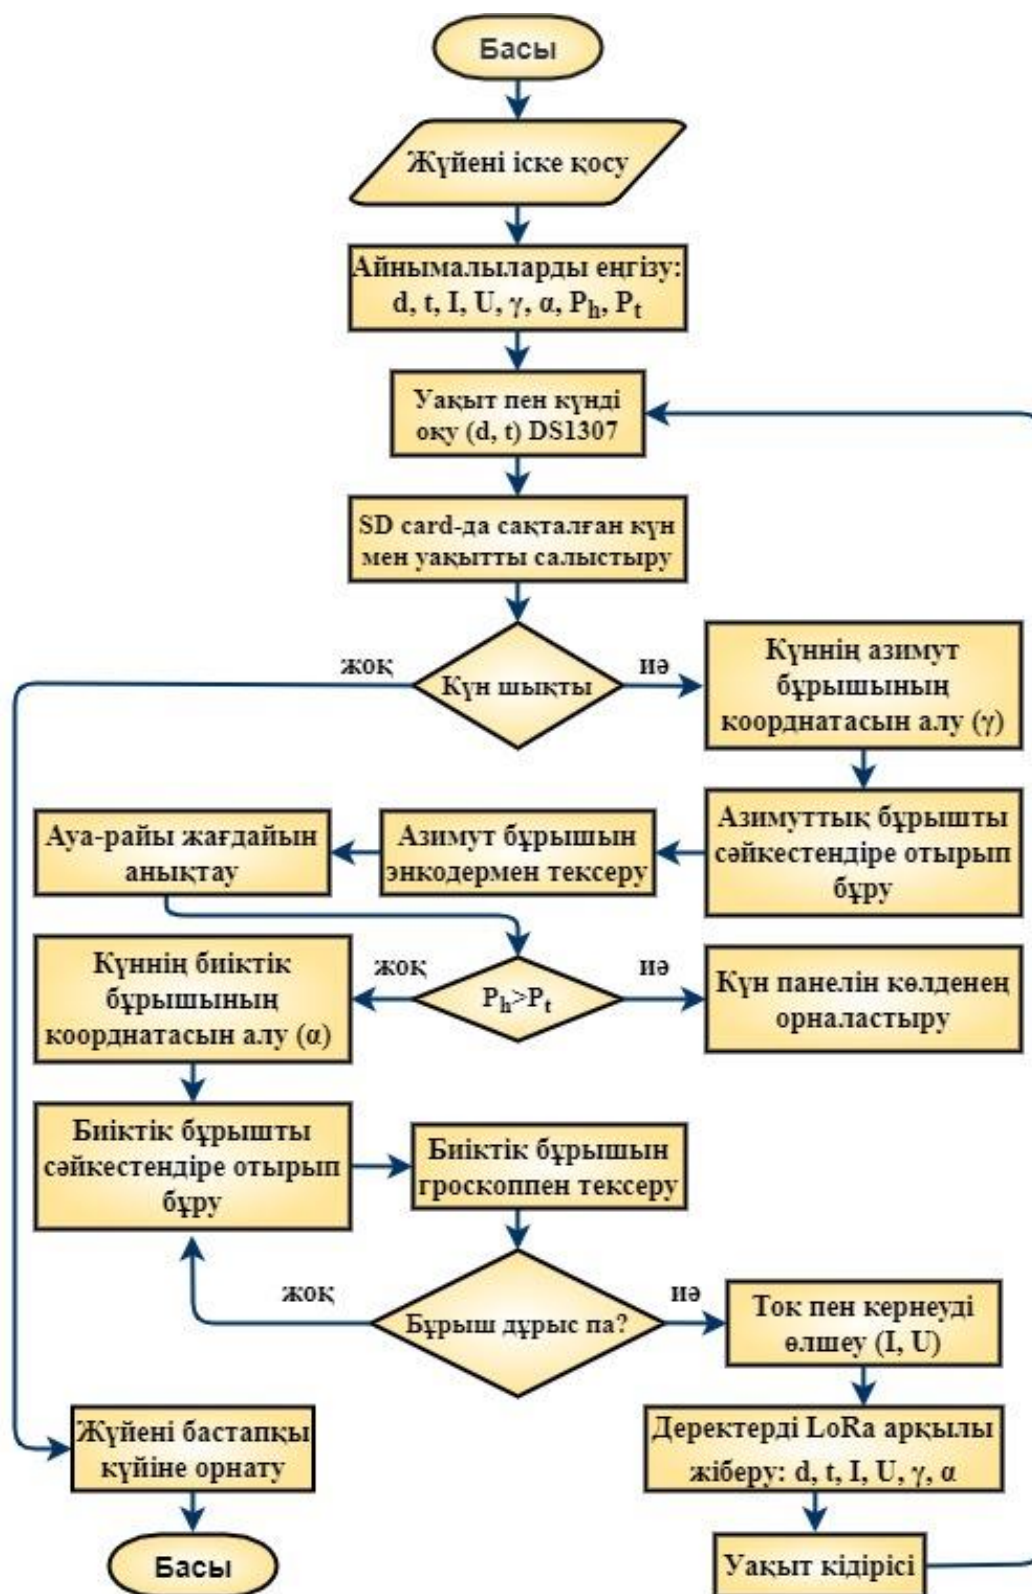 Басы
Жүйені іске қосу
Айнымалыларды еңгізу:
d, t, I, U, γ, α, Pₕ, Pₜ
Уақыт пен күнді
оқу (d, t) DS1307
SD card-да сақталған күн
мен уақытты салыстыру
жоқ
Күн шықты
иә
Күннің азимут
бұрышының
коорднатасын алу (γ)
Азимуттық бұрышты
сәйкестендіре отырып
бұру
Азимут бұрышын
энкодермен тексеру
Ауа-райы жағдайын
анықтау
жоқ
Pₕ>Pₜ
иә
Күн панелін көлденең
орналастыру
Күннің биіктік
бұрышының
коорднатасын алу (α)
Биіктік бұрышты
сәйкестендіре отырып
бұру
Биіктік бұрышын
гроскоппен тексеру
жоқ
Бұрыш дұрыс па?
иә
Ток пен кернеуді
өлшеу (I, U)
Деректерді LoRa арқылы
жіберу: d, t, I, U, γ, α
Уақыт кідірісі
Жүйені бастапқы
күйіне орнату
Басы